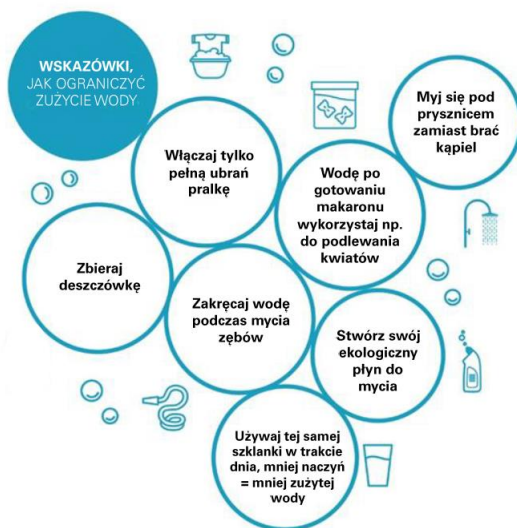 WSKAZÓWKI,
JAK OGRANICZYĆ
ZUŻYCIE WODY
Myj się pod
prysznicem
zamiast brać
kąpiel
Włączaj tylko
pełną ubrań
pralkę
Wodę po
gotowaniu
makaronu
wykorzystaj np.
do podlewania
kwiatów
Zbieraj
deszczówkę
Zakręcaj wodę
podczas mycia
zębów
Stwórz swój
ekologiczny
płyn do
mycia
Używaj tej samej
szklanki w trakcie
dnia, mniej naczyń
= mniej zużytej
wody